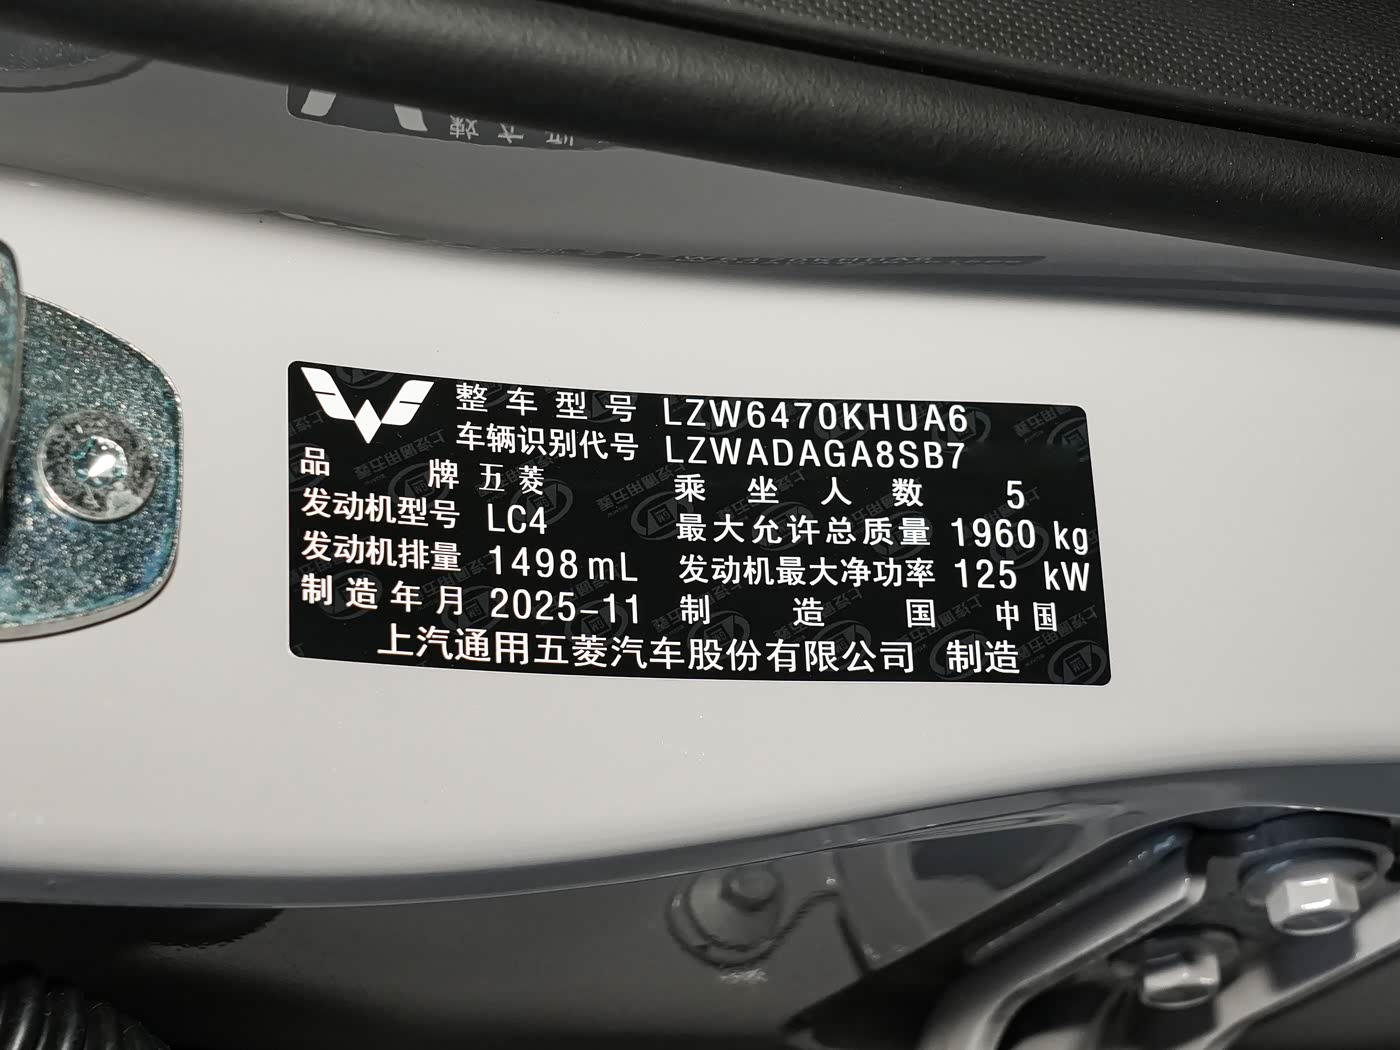 整车型号 LZW6470KHUA6
车辆识别代号 LZWADAGA8SB7
品牌 五菱 乘坐人数 5
发动机型号 LC4 最大允许总质量 1960 kg
发动机排量 1498 mL 发动机最大净功率 125 kW
制造年月 2025-11 制造国 中国
上汽通用五菱汽车股份有限公司 制造